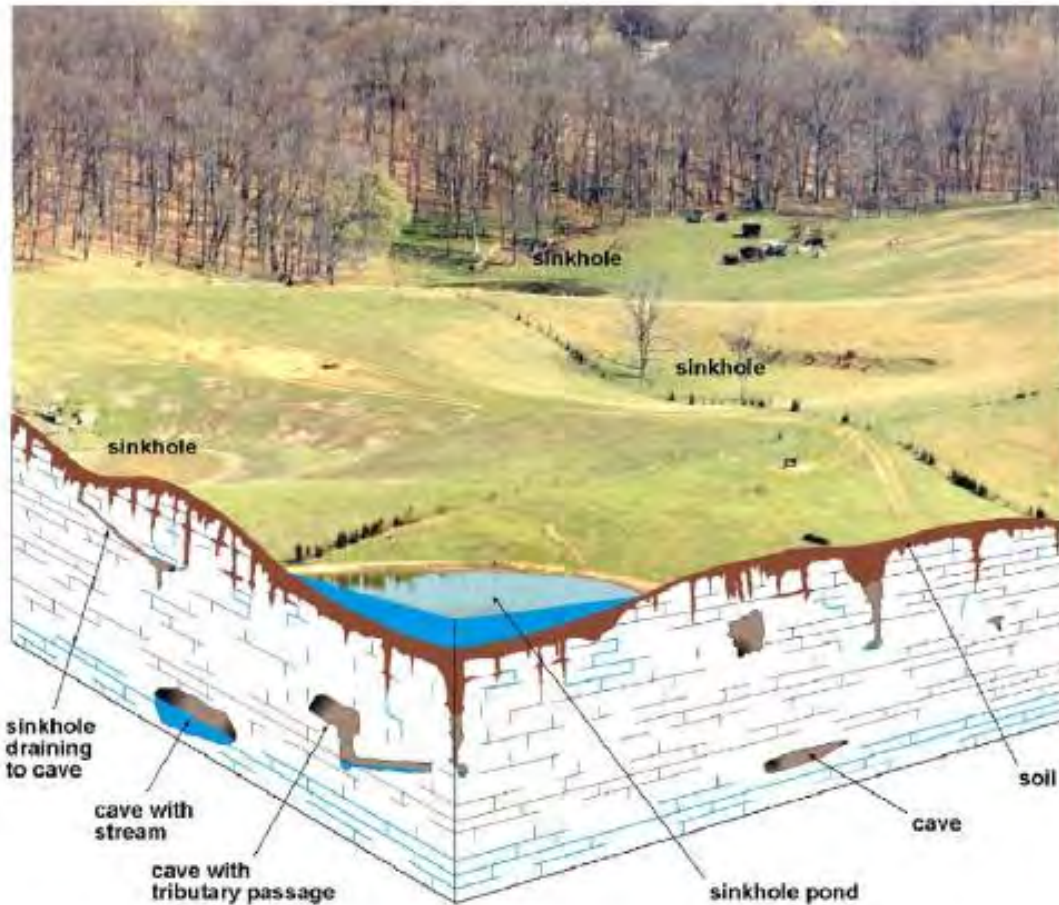 sinkhole
sinkhole
sinkhole
sinkhole
draining
to cave
cave with
stream
cave with
tributary passage
sinkhole pond
cave
soil